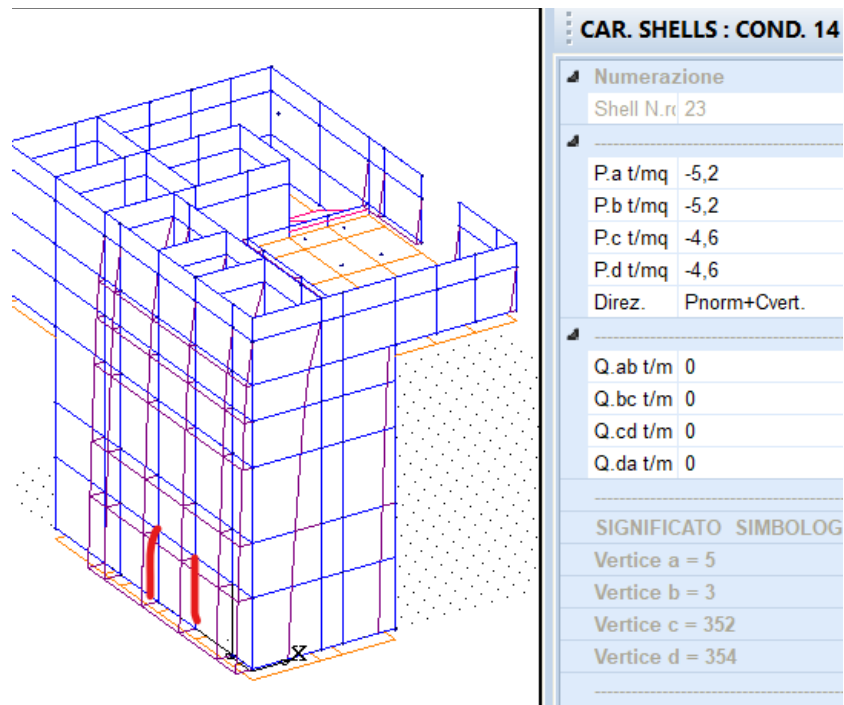 CAR. SHELLS : COND. 14
Numerazione
Shell N.ro 23
P.a t/mq -5,2
P.b t/mq -5,2
P.c t/mq -4,6
P.d t/mq -4,6
Direz. Pnorm+Cvert.
Q.ab t/m 0
Q.bc t/m 0
Q.cd t/m 0
Q.da t/m 0
SIGNIFICATO SIMBOLOG
Vertice a = 5
Vertice b = 3
Vertice c = 352
Vertice d = 354
X